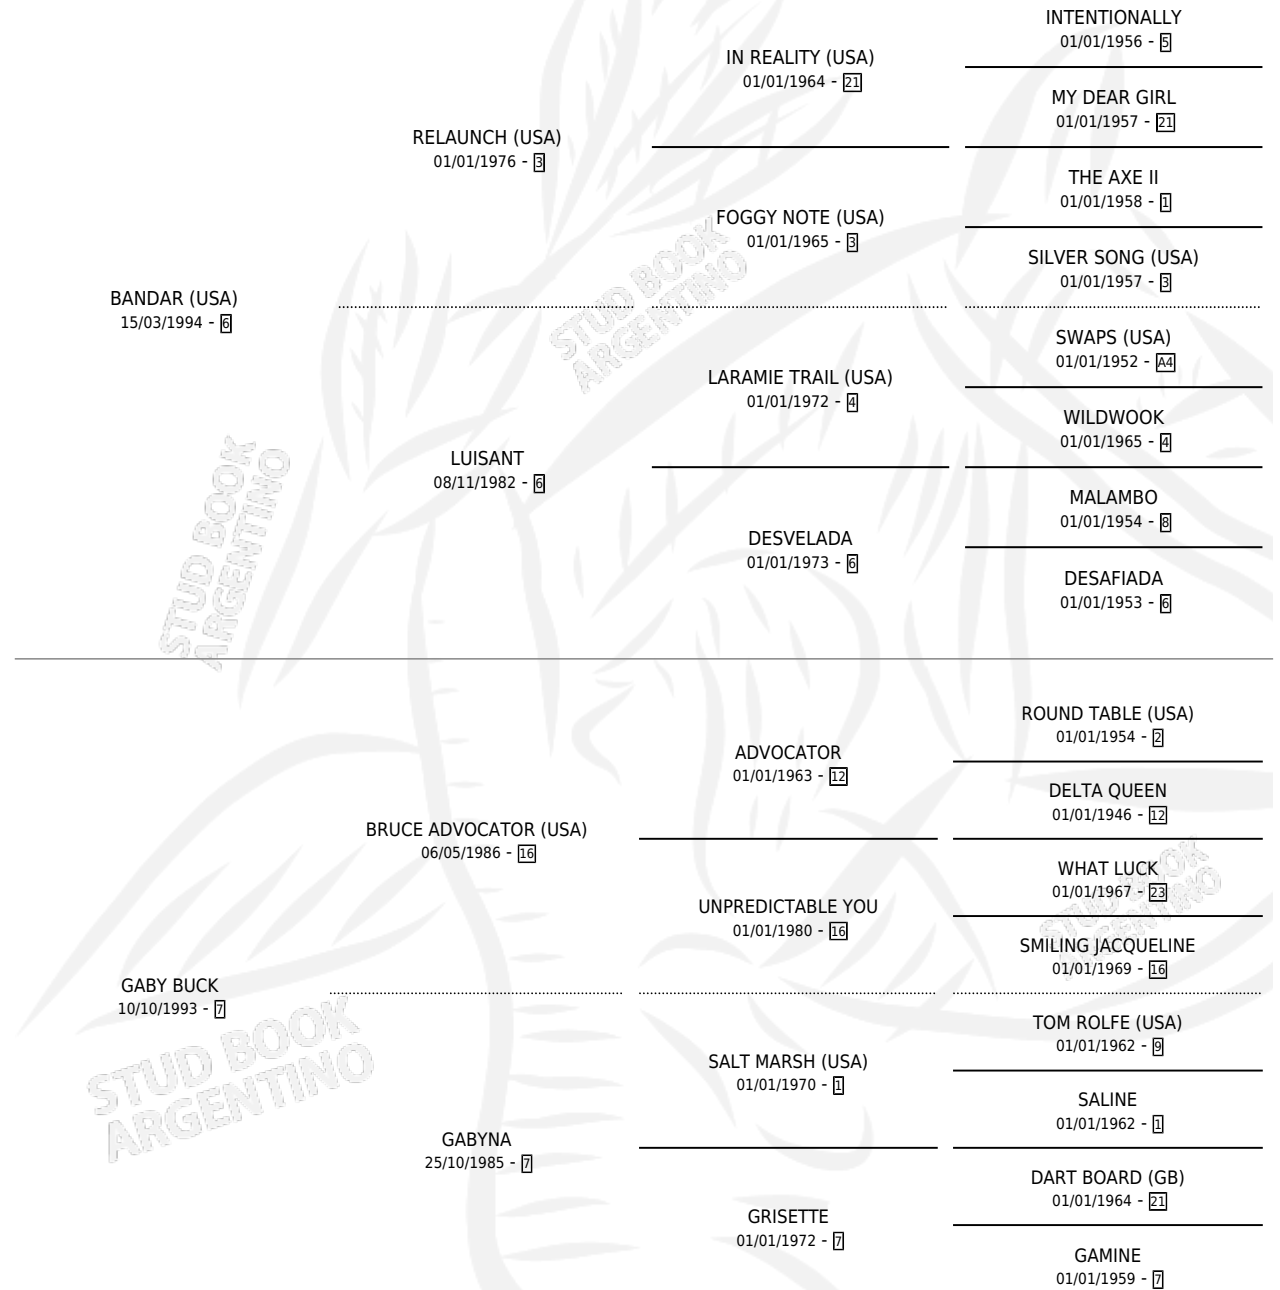 INTENTIONALLY
01/01/1956 - 5
IN REALITY (USA)
01/01/1964 - 21
MY DEAR GIRL
01/01/1957 - 21
RELAUNCH (USA)
01/01/1976 - 3
THE AXE II
01/01/1958 - 1
FOGGY NOTE (USA)
01/01/1965 - 3
SILVER SONG (USA)
01/01/1957 - 3
BANDAR (USA)
15/03/1994 - 6
SWAPS (USA)
01/01/1952 - A4
LARAMIE TRAIL (USA)
01/01/1972 - 4
WILDWOOK
01/01/1965 - 4
LUISANT
08/11/1982 - 6
MALAMBO
01/01/1954 - 8
DESVELADA
01/01/1973 - 6
DESAFIADA
01/01/1953 - 6
STUD BOOK
ARGENTINO
STUD BOOK
ARGENTINO
ROUND TABLE (USA)
01/01/1954 - 2
ADVOCATOR
01/01/1963 - 12
DELTA QUEEN
01/01/1946 - 12
BRUCE ADVOCATOR (USA)
06/05/1986 - 16
WHAT LUCK
01/01/1967 - 23
UNPREDICTABLE YOU
01/01/1980 - 16
SMILING JACQUELINE
01/01/1969 - 16
STUD BOOK
ARGENTINO
GABY BUCK
10/10/1993 - 7
TOM ROLFE (USA)
01/01/1962 - 9
SALT MARSH (USA)
01/01/1970 - 1
SALINE
01/01/1962 - 1
STUD BOOK
ARGENTINO
GABYNA
25/10/1985 - 7
DART BOARD (GB)
01/01/1964 - 21
GRISETTE
01/01/1972 - 7
GAMINE
01/01/1959 - 7